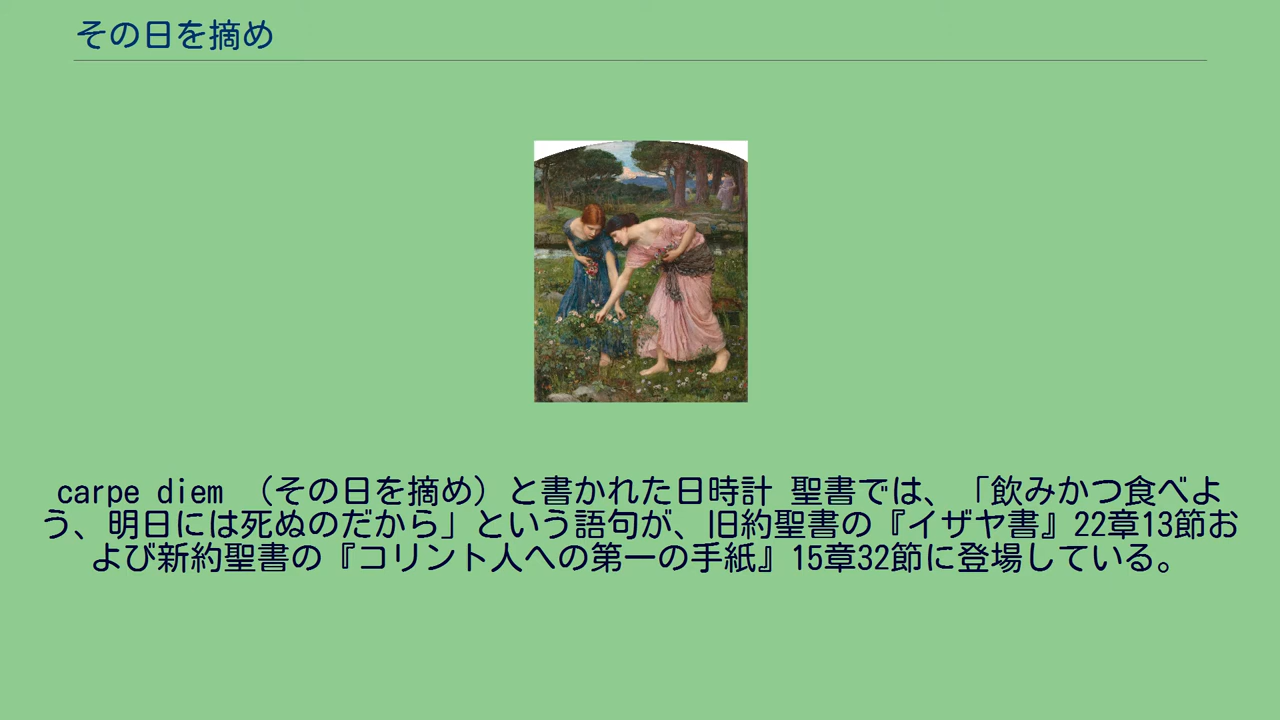 その日を摘め
carpe diem （その日を摘め）と書かれた日時計 聖書では、「飲みかつ食べよ
う、明日には死ぬのだから」という語句が、旧約聖書の『イザヤ書』22章13節お
よび新約聖書の『コリント人への第一の手紙』15章32節に登場している。